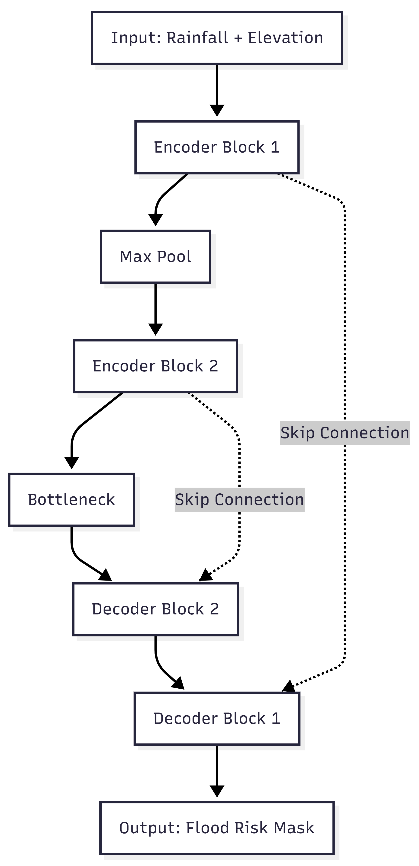 Input: Rainfall + Elevation
Encoder Block 1
Max Pool
Encoder Block 2
Skip Connection
Bottleneck
Skip Connection
Decoder Block 2
Decoder Block 1
Output: Flood Risk Mask